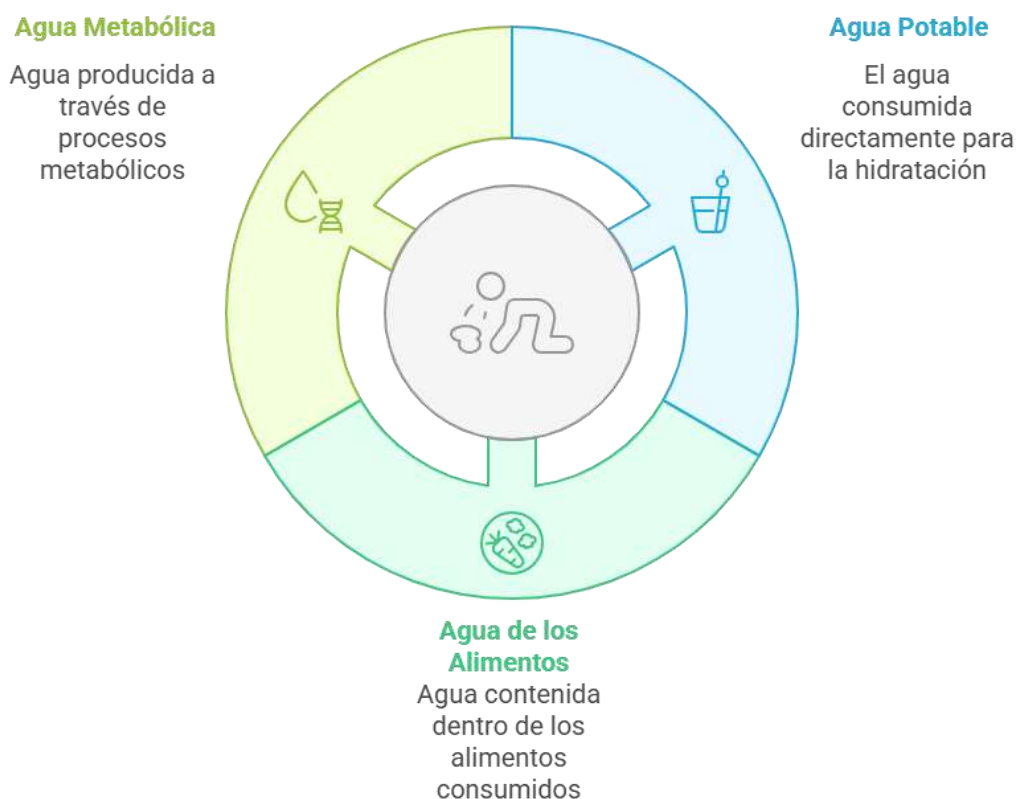 Agua Metabólica
Agua producida a
través de
procesos
metabólicos
Agua Potable
El agua
consumida
directamente para
la hidratación
Agua de los
Alimentos
Agua contenida
dentro de los
alimentos
consumidos